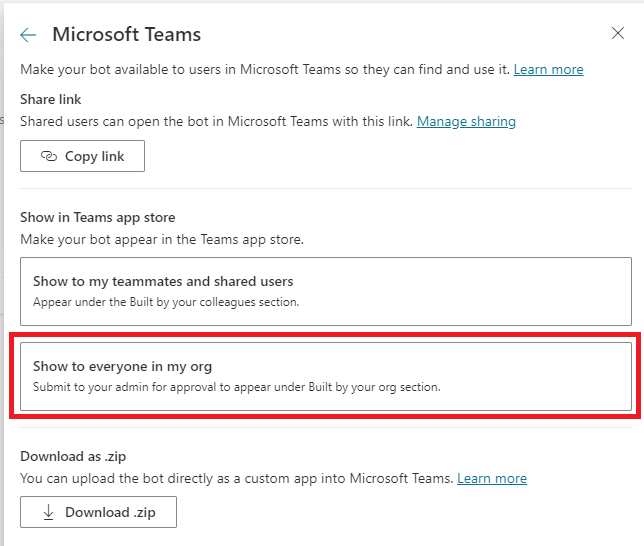 Microsoft Teams
Make your bot available to users in Microsoft Teams so they can find and use it. Learn more
Share link
Shared users can open the bot in Microsoft Teams with this link. Manage sharing
Copy link
Show in Teams app store
Make your bot appear in the Teams app store.
Show to my teammates and shared users
Appear under the Built by your colleagues section.
Show to everyone in my org
Submit to your admin for approval to appear under Built by your org section.
Download as .zip
You can upload the bot directly as a custom app into Microsoft Teams. Learn more
Download .zip